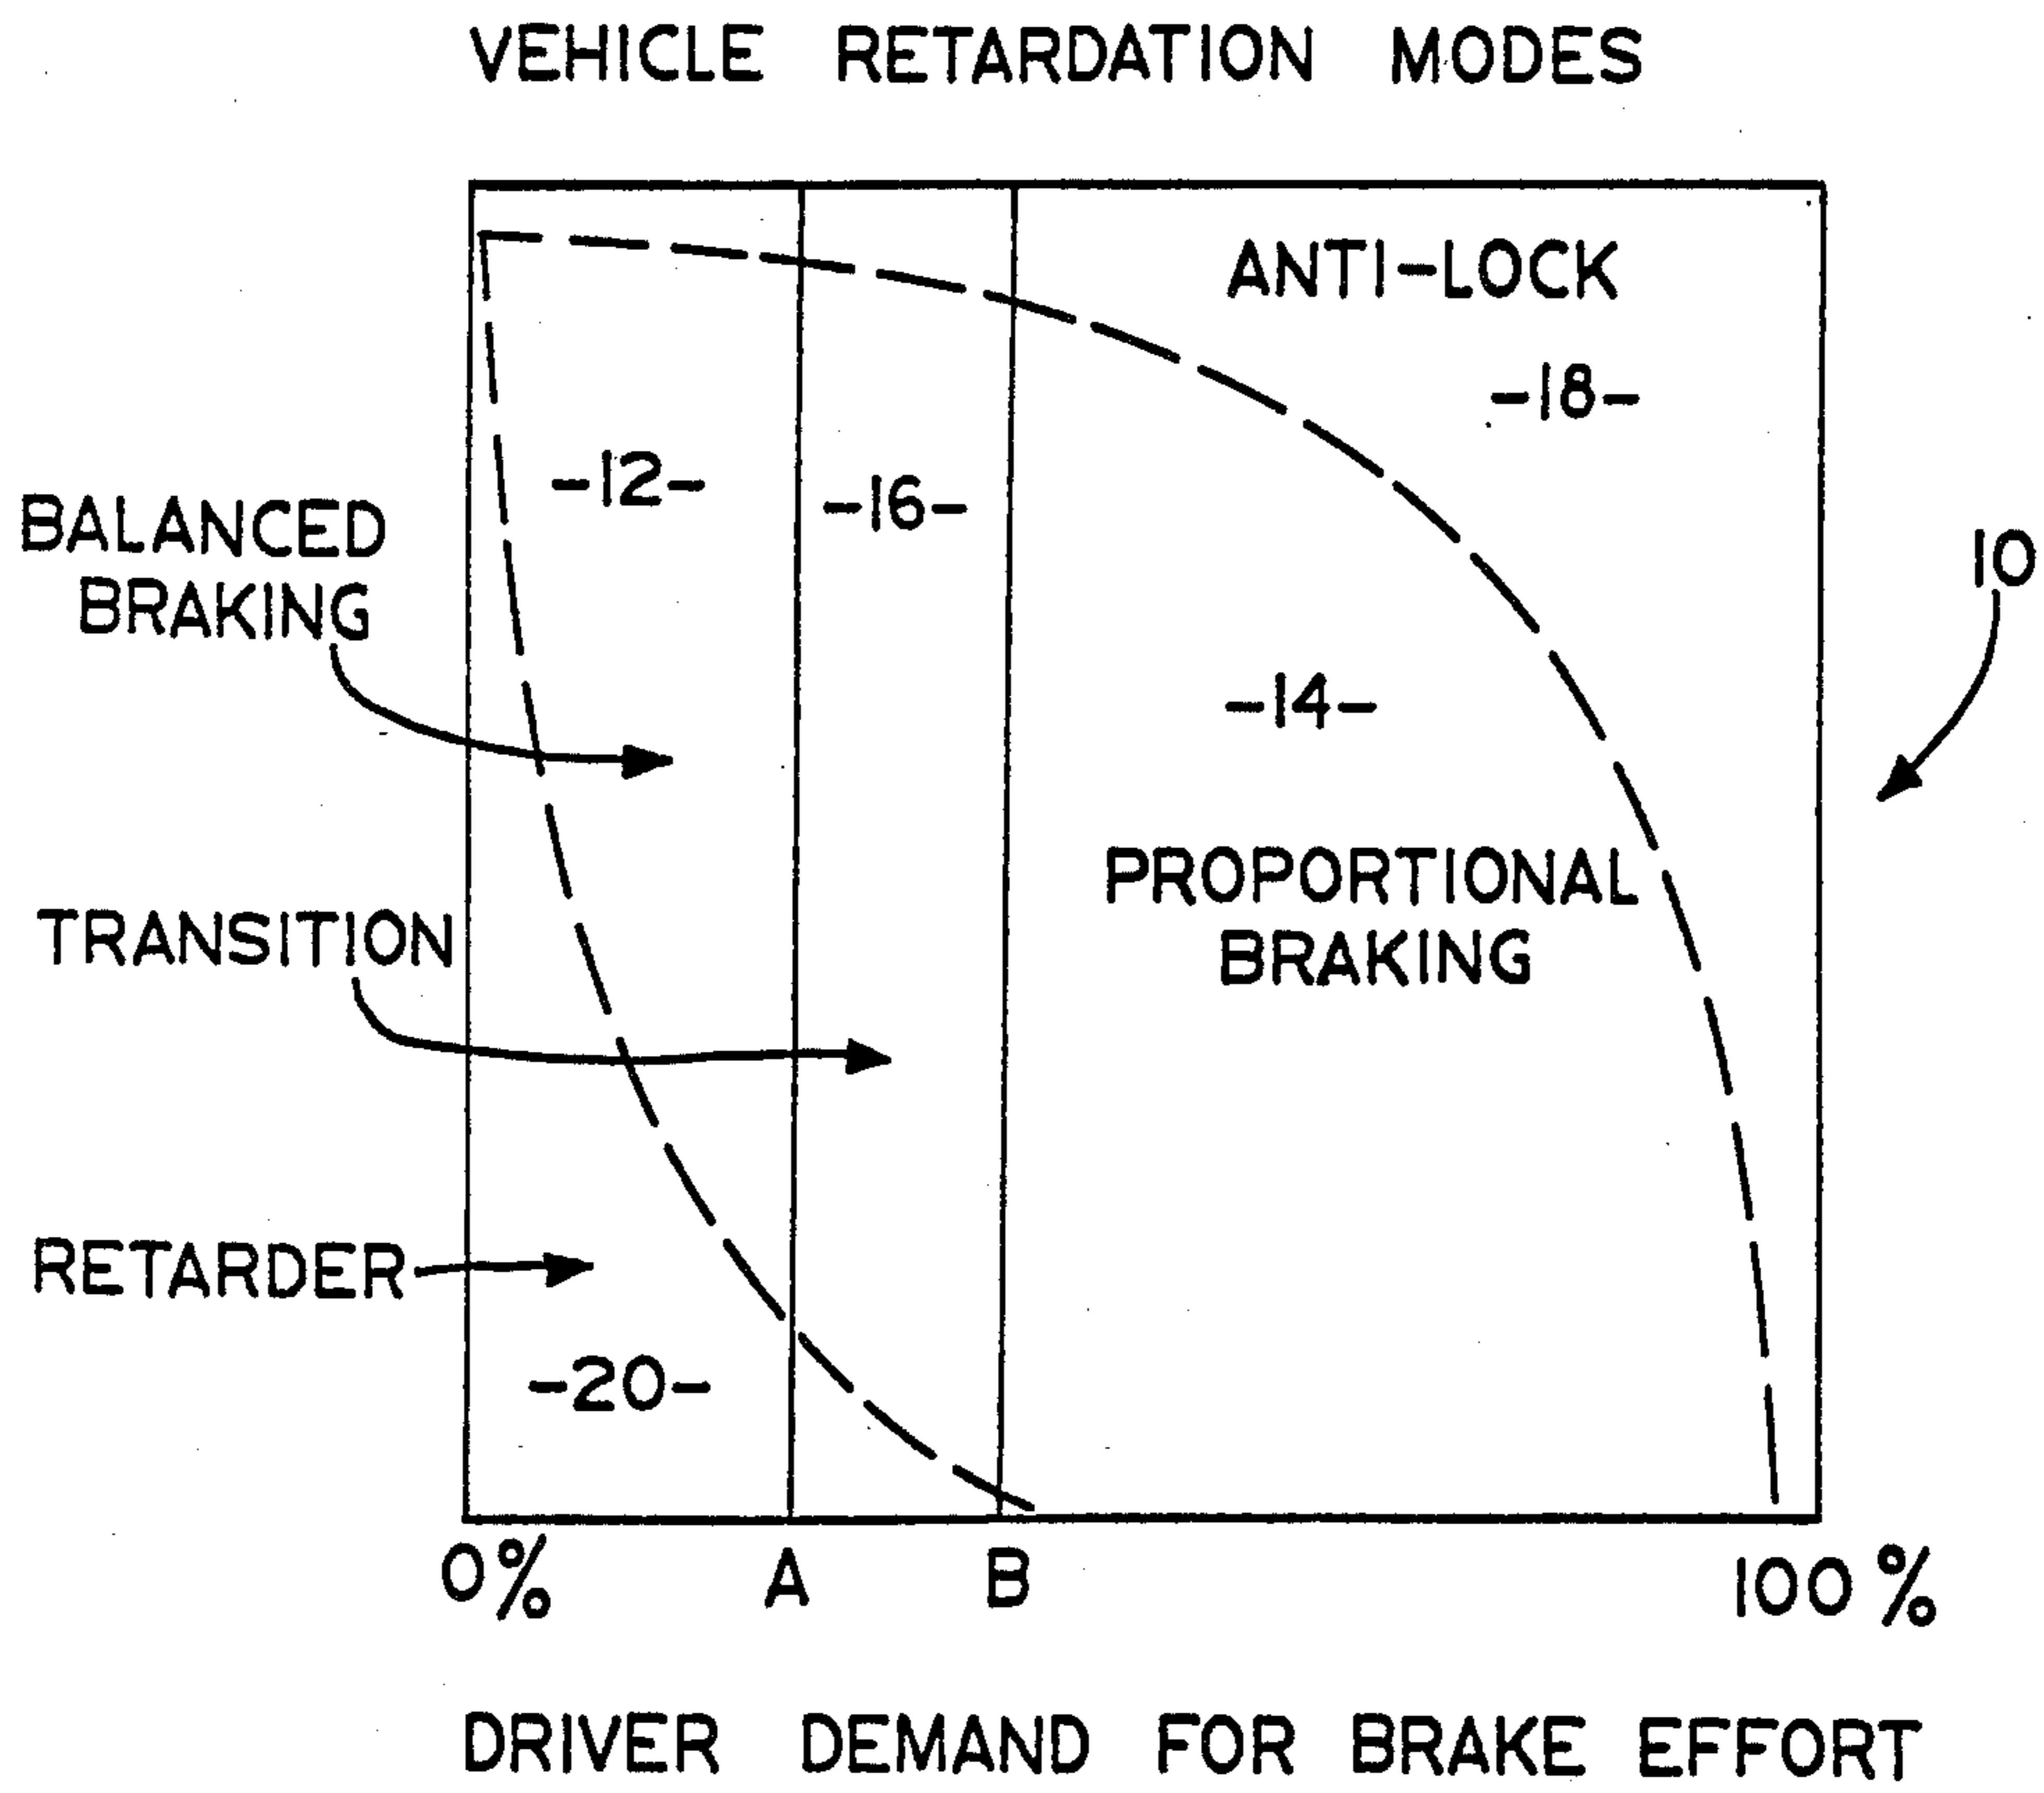 VEHICLE RETARDATION MODES
ANTI-LOCK
-18-
-12-
-16-
BALANCED
BRAKING
10
-14-
PROPORTIONAL
BRAKING
TRANSITION
RETARDER
-20-
0% A B 100%
DRIVER DEMAND FOR BRAKE EFFORT